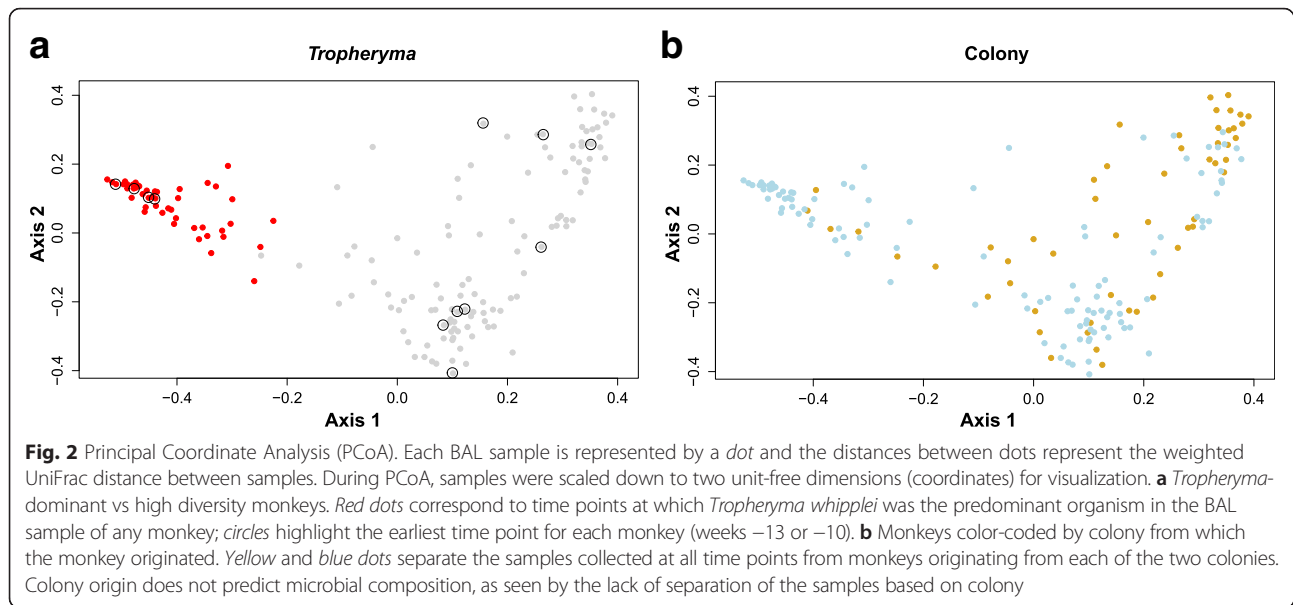 a
Tropheryma
0.4
0.2
0.0
−0.2
−0.4
Axis 2
−0.4
−0.2
0.0
0.2
0.4
Axis 1
b
Colony
0.4
0.2
0.0
−0.2
−0.4
Axis 2
−0.4
−0.2
0.0
0.2
0.4
Axis 1
Fig. 2 Principal Coordinate Analysis (PCoA). Each BAL sample is represented by a dot and the distances between dots represent the weighted
UniFrac distance between samples. During PCoA, samples were scaled down to two unit-free dimensions (coordinates) for visualization. a Tropheryma-
dominant vs high diversity monkeys. Red dots correspond to time points at which Tropheryma whipplei was the predominant organism in the BAL
sample of any monkey; circles highlight the earliest time point for each monkey (weeks −13 or −10). b Monkeys color-coded by colony from which
the monkey originated. Yellow and blue dots separate the samples collected at all time points from monkeys originating from each of the two colonies.
Colony origin does not predict microbial composition, as seen by the lack of separation of the samples based on colony